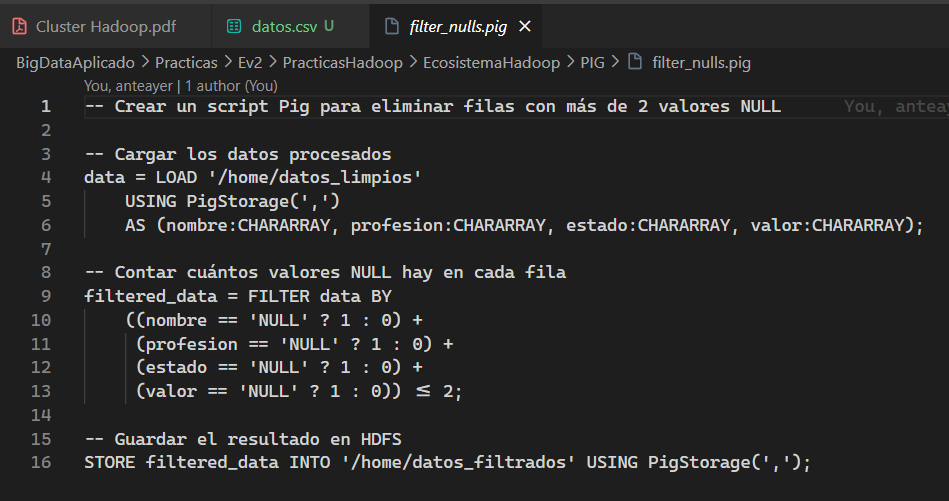 Cluster Hadoop.pdf datos.csv U filter_nulls.pig
BigDataAplicado > Practicas > Ev2 > PracticasHadoop > EcosistemaHadoop > PIG > filter_nulls.pig
You, anteayer | 1 author (You)
1 -- Crear un script Pig para eliminar filas con más de 2 valores NULL You, anteay
2
3 -- Cargar los datos procesados
4 data = LOAD '/home/datos_limpios'
5 USING PigStorage(',')
6 AS (nombre:CHARARRAY, profesion:CHARARRAY, estado:CHARARRAY, valor:CHARARRAY);
7
8 -- Contar cuántos valores NULL hay en cada fila
9 filtered_data = FILTER data BY
10 ((nombre == 'NULL' ? 1 : 0) +
11 (profesion == 'NULL' ? 1 : 0) +
12 (estado == 'NULL' ? 1 : 0) +
13 (valor == 'NULL' ? 1 : 0)) ≤ 2;
14
15 -- Guardar el resultado en HDFS
16 STORE filtered_data INTO '/home/datos_filtrados' USING PigStorage(',');